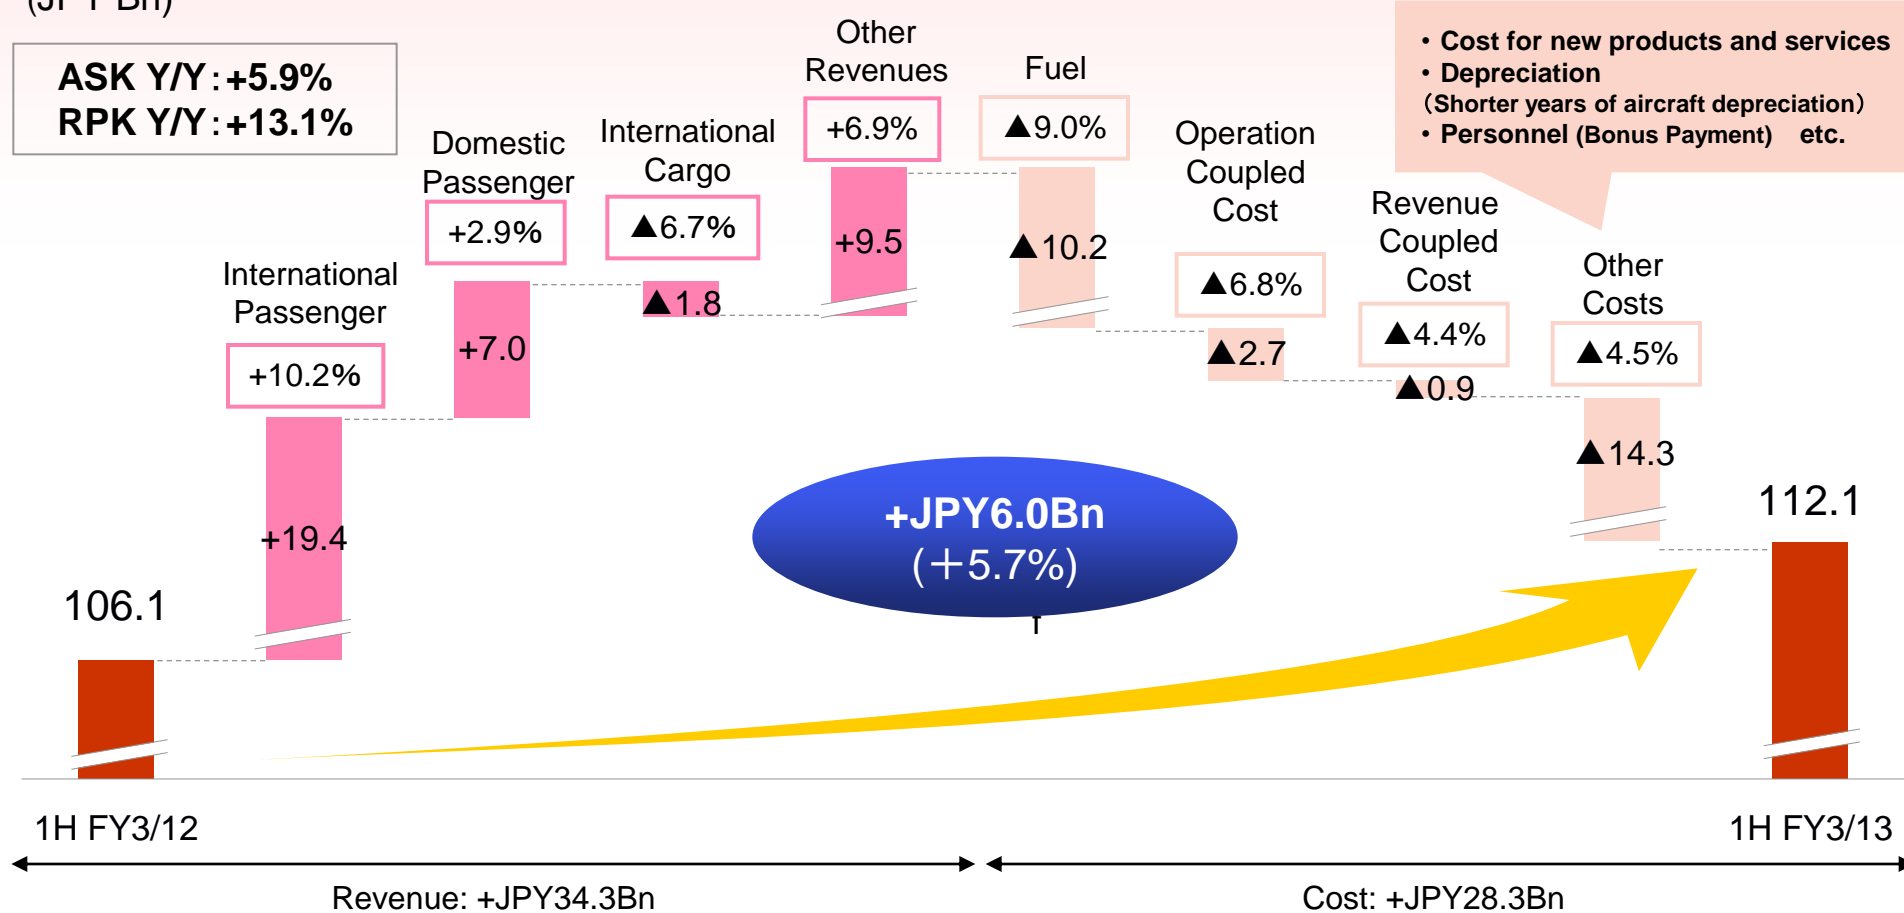 (JPY Bn)
ASK Y/Y:+5.9%
RPK Y/Y:+13.1%
106.1
International
Passenger
+10.2%
+19.4
Domestic
Passenger
+2.9%
+7.0
International
Cargo
▲6.7%
▲1.8
Other
Revenues
+6.9%
+9.5
Fuel
▲9.0%
▲10.2
Operation
Coupled
Cost
▲6.8%
▲2.7
Revenue
Coupled
Cost
▲4.4%
▲0.9
・Cost for new products and services
・Depreciation
（Shorter years of aircraft depreciation）
・Personnel (Bonus Payment) etc.
Other
Costs
▲4.5%
▲14.3
112.1
+JPY6.0Bn
(＋5.7%)
1H FY3/12
1H FY3/13
Revenue: +JPY34.3Bn
Cost: +JPY28.3Bn